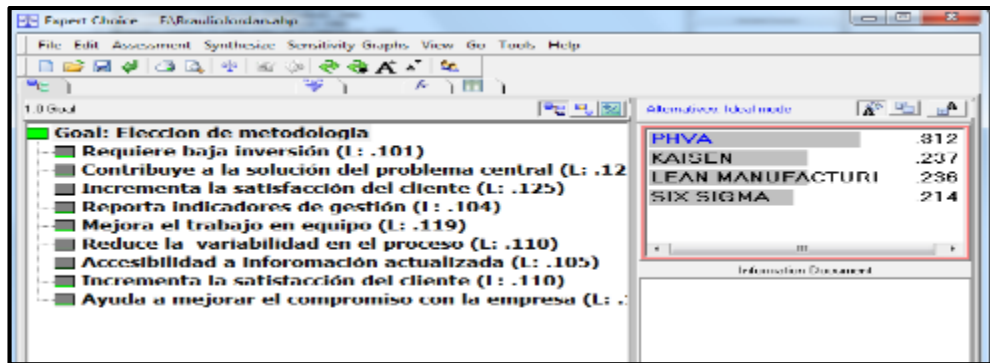 Expert Choice F:\Braulio\Jordan.ahp
File Edit Assessment Synthesize Sensitivity-Graphs View Go Tools Help
1.0 Goal
Goal: Eleccion de metodologia
Requiere baja inversión (L: .101)
Contribuye a la solución del problema central (L: .12
Incrementa la satisfacción del cliente (L: .125)
Reporta indicadores de gestión (L: .104)
Mejora el trabajo en equipo (L: .119)
Reduce la variabilidad en el proceso (L: .110)
Accesibilidad a inforomación actualizada (L: .105)
Incrementa la satisfacción del cliente (L: .110)
Ayuda a mejorar el compromiso con la empresa (L: .
Alternatives: Ideal mode
PHVA .312
KAISEN .237
LEAN MANUFACTURI .236
SIX SIGMA .214
Information Document